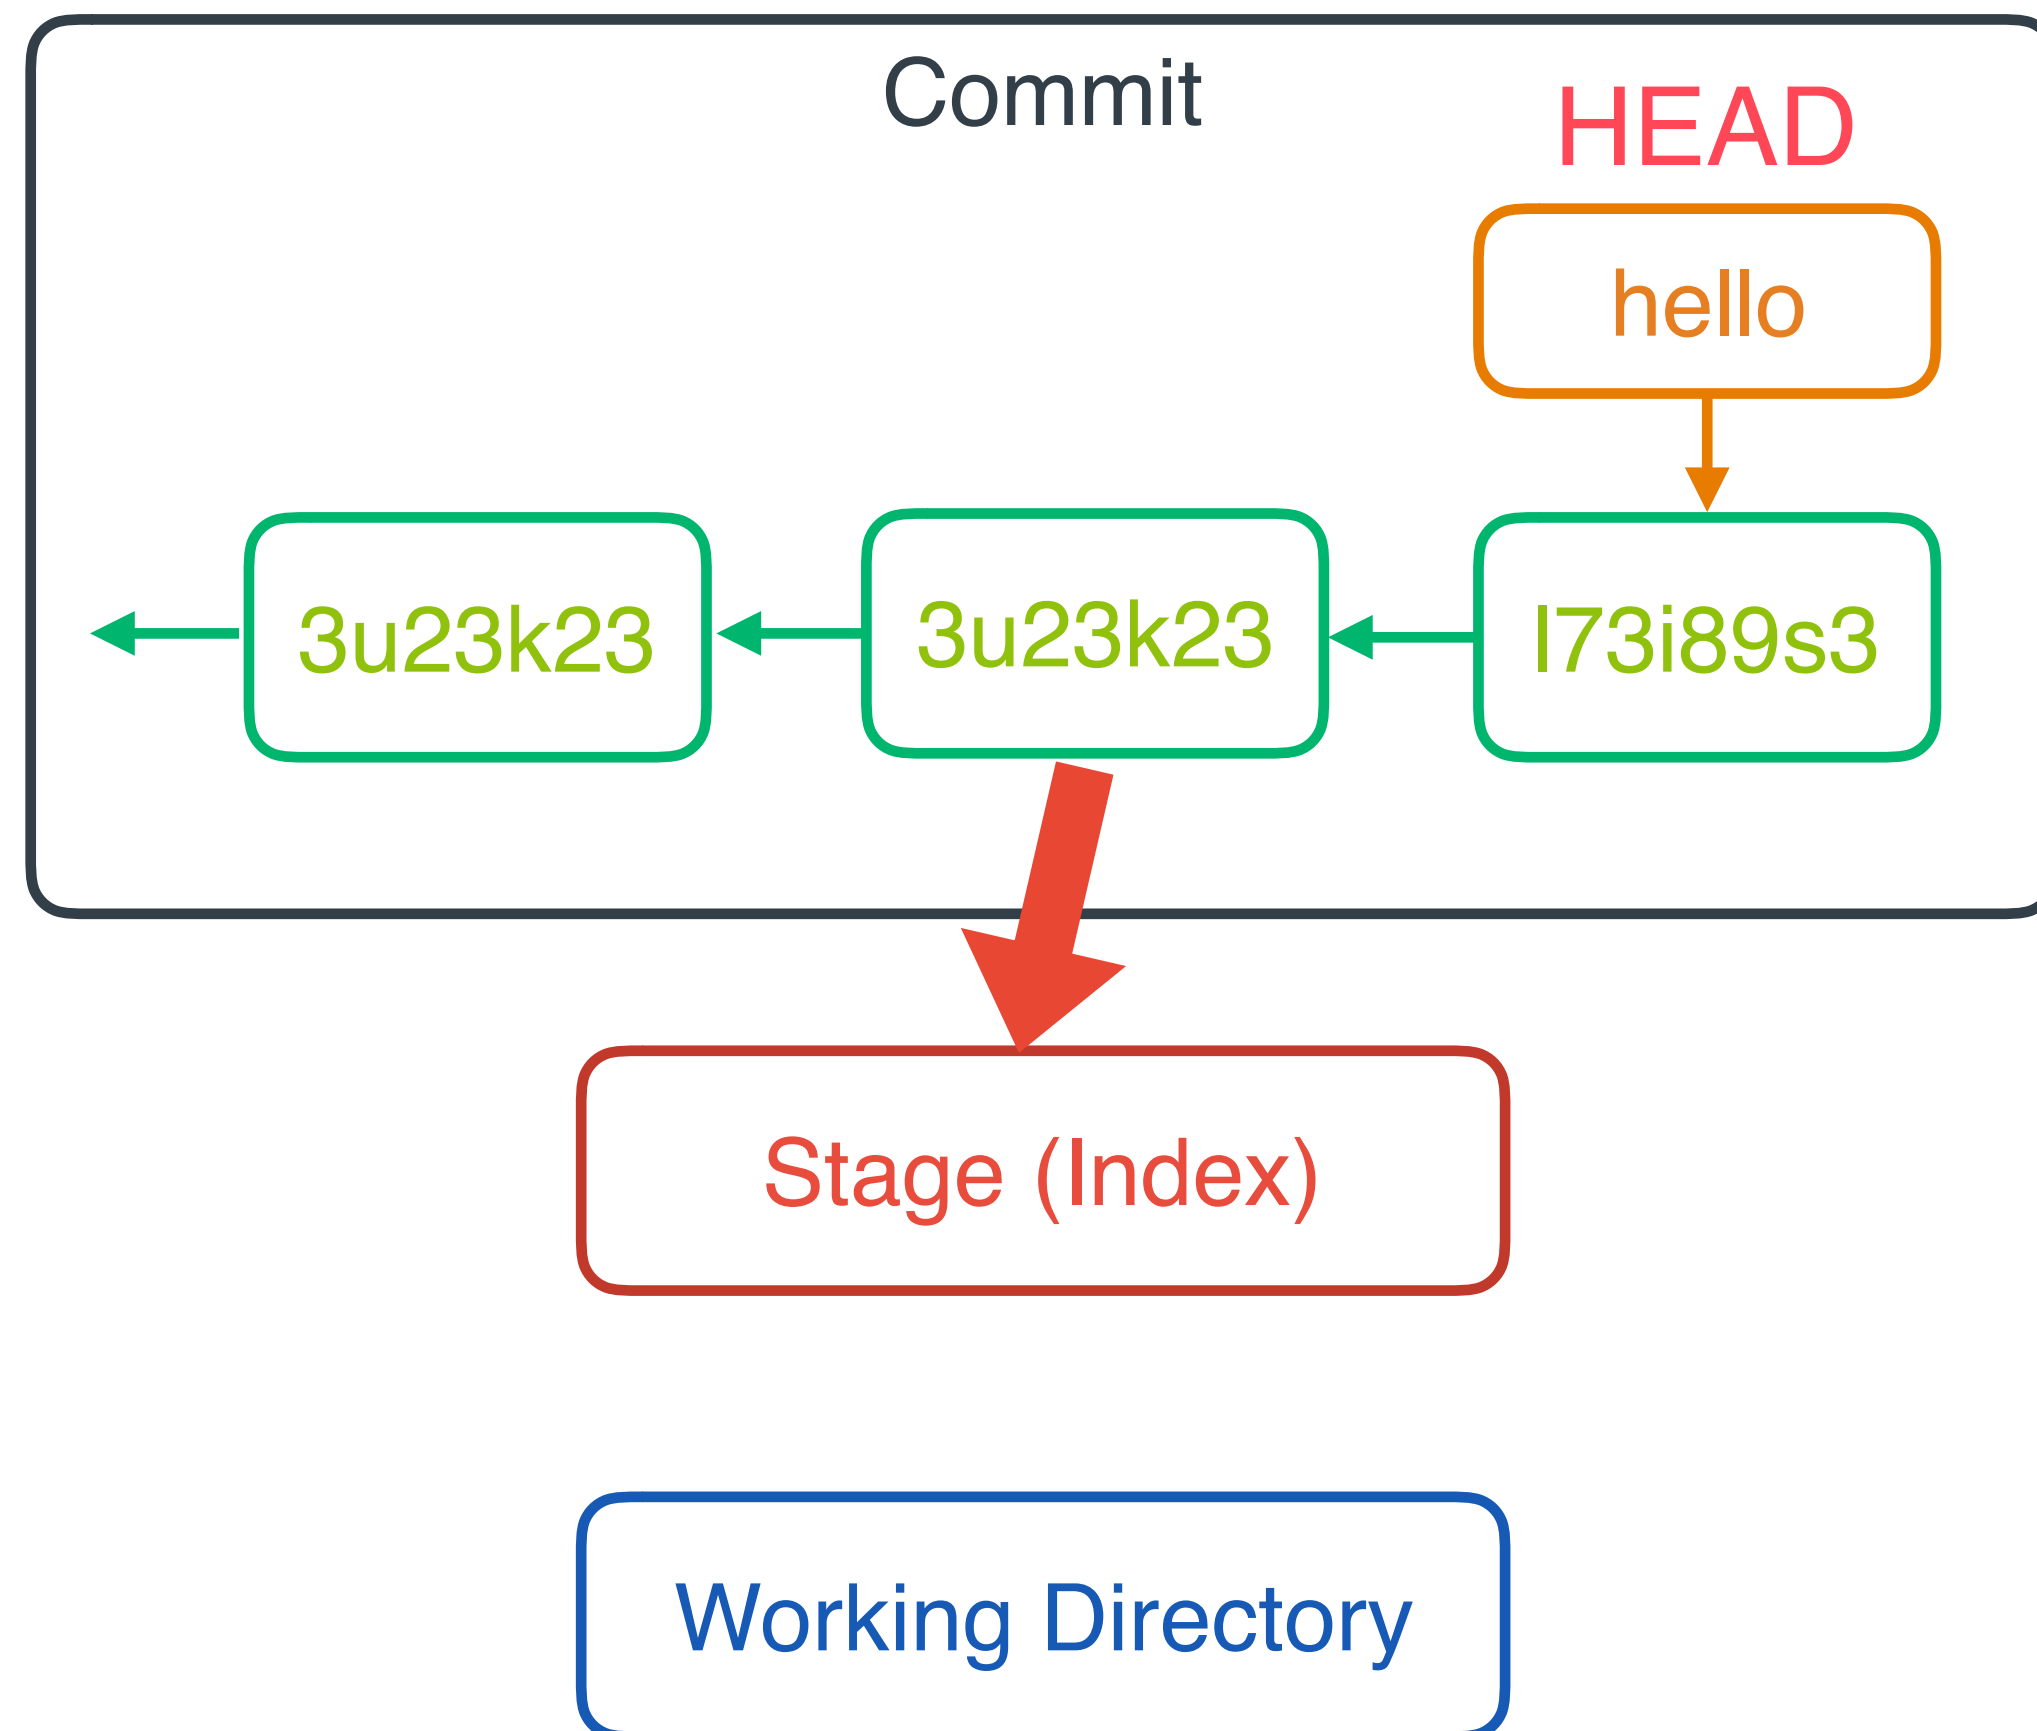 Commit
HEAD
hello
3u23k23
3u23k23
l73i89s3
Stage (Index)
Working Directory